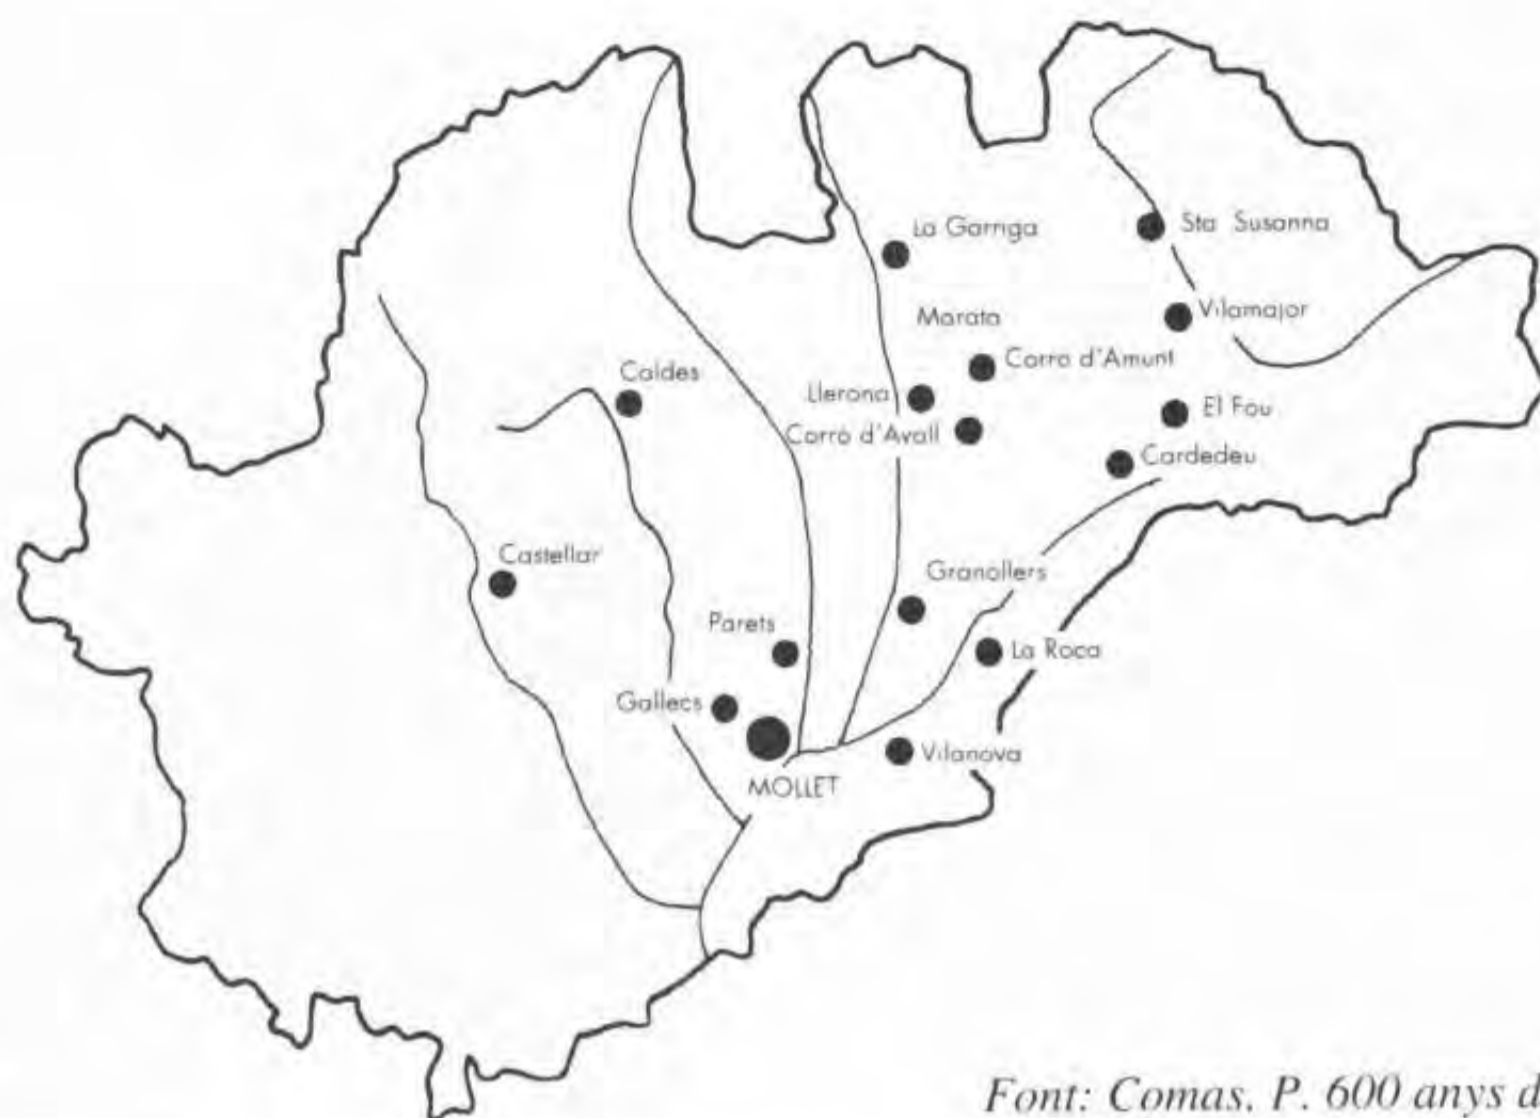 La Garriga
Sta Susanna
Marata
Vilamajor
Corro d'Amunt
Caldes
Llerona
El Fou
Corró d'Avall
Cardedeu
Castellar
Granollers
Parets
La Roca
Gallecs
Vilanova
MOLLET
Font: Comas, P. 600 anys d